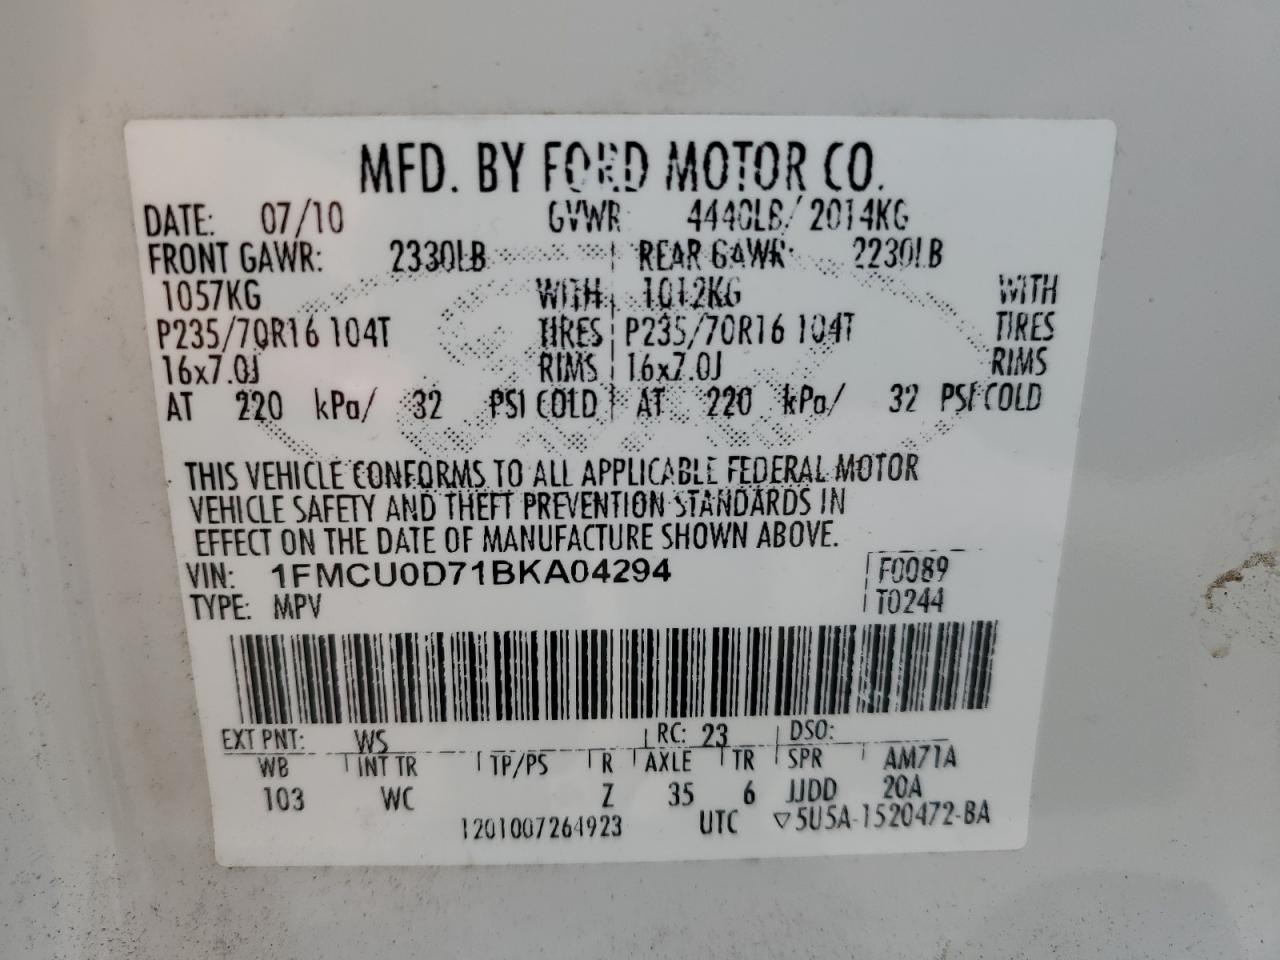 MFD. BY FORD MOTOR CO.
DATE: 07/10 GVWR 4440LB/ 2014KG
FRONT GAWR: 2330LB REAR GAWR: 2230LB
1057KG WITH 1012KG WITH
P235/70R16 104T TIRES P235/70R16 104T TIRES
16x7.0J RIMS 16x7.0J RIMS
AT 220 kPa/ 32 PSI COLD AT 220 kPa/ 32 PSI COLD
THIS VEHICLE CONFORMS TO ALL APPLICABLE FEDERAL MOTOR
VEHICLE SAFETY AND THEFT PREVENTION STANDARDS IN
EFFECT ON THE DATE OF MANUFACTURE SHOWN ABOVE.
VIN: 1FMCU0D71BKA04294 F0089
TYPE: MPV T0244
EXT PNT: WS RC: 23 DSO:
WB INT TR TP/PS R AXLE TR SPR AM71A
103 WC Z 35 6 JJDD 20A
1201007264923 UTC ▽5U5A-1520472-BA